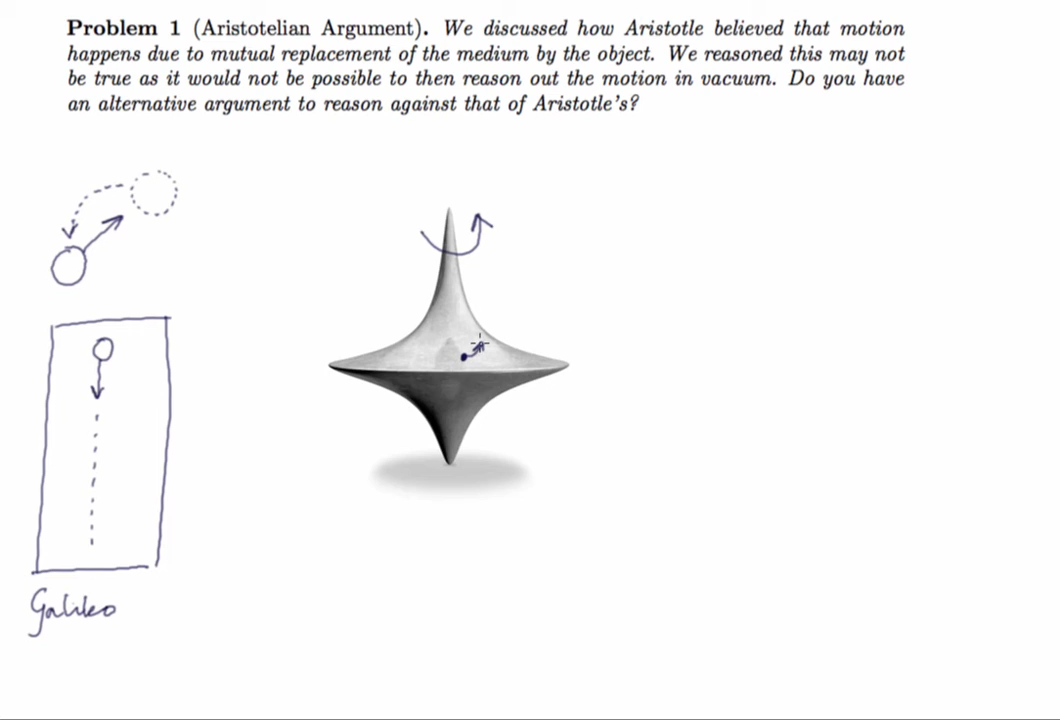 Problem 1 (Aristotelian Argument). We discussed how Aristotle believed that motion
happens due to mutual replacement of the medium by the object. We reasoned this may not
be true as it would not be possible to then reason out the motion in vacuum. Do you have
an alternative argument to reason against that of Aristotle's?
Galileo